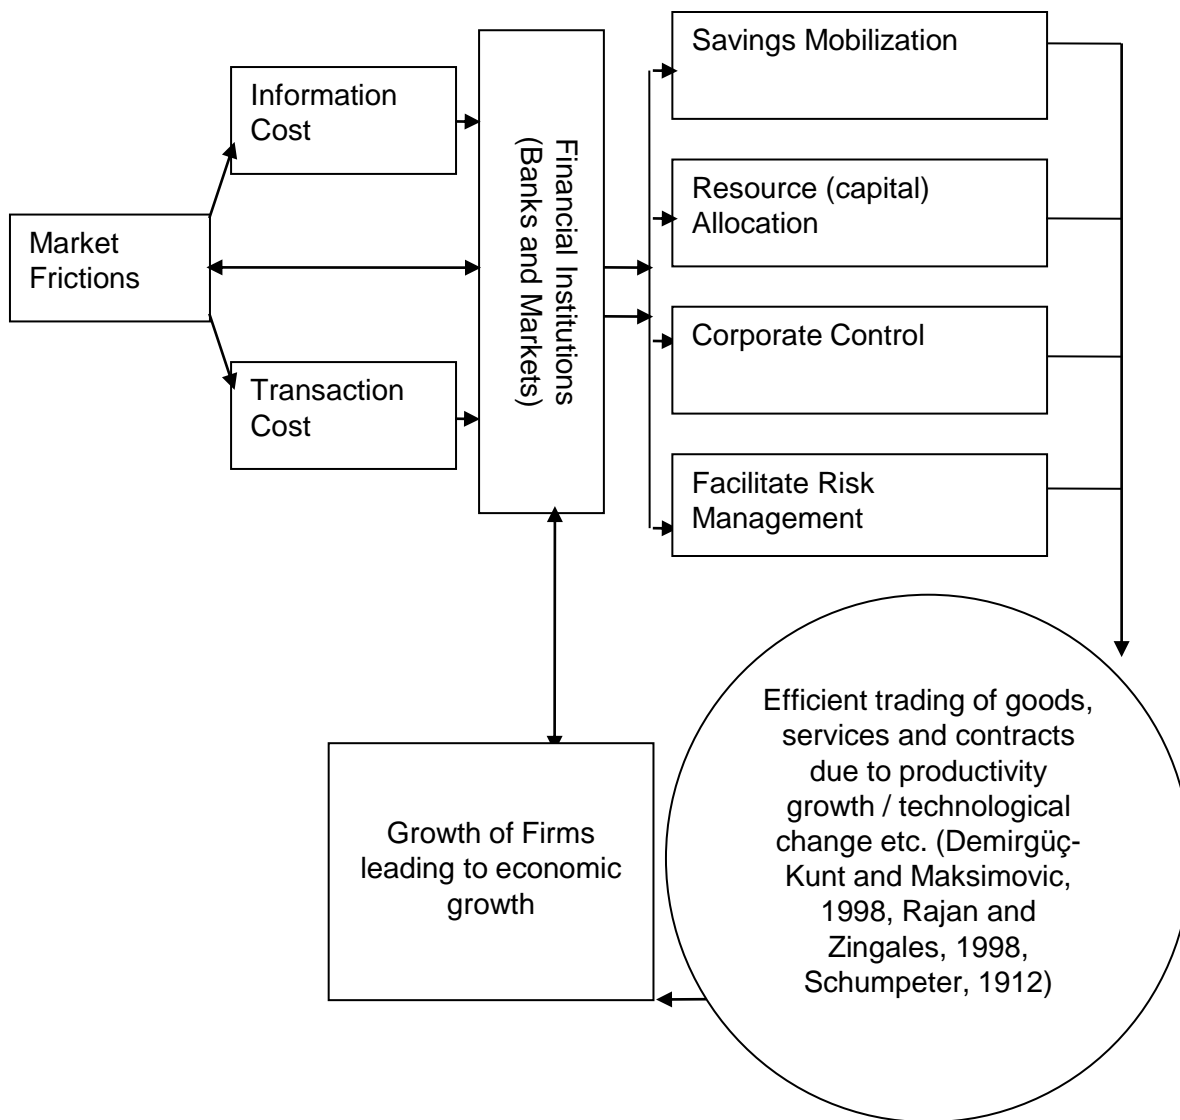 Market
Frictions
Information
Cost
Transaction
Cost
Financial Institutions
(Banks and Markets)
Savings Mobilization
Resource (capital)
Allocation
Corporate Control
Facilitate Risk
Management
Efficient trading of goods,
services and contracts
due to productivity
growth / technological
change etc. (Demirgüç-
Kunt and Maksimovic,
1998, Rajan and
Zingales, 1998,
Schumpeter, 1912)
Growth of Firms
leading to economic
growth